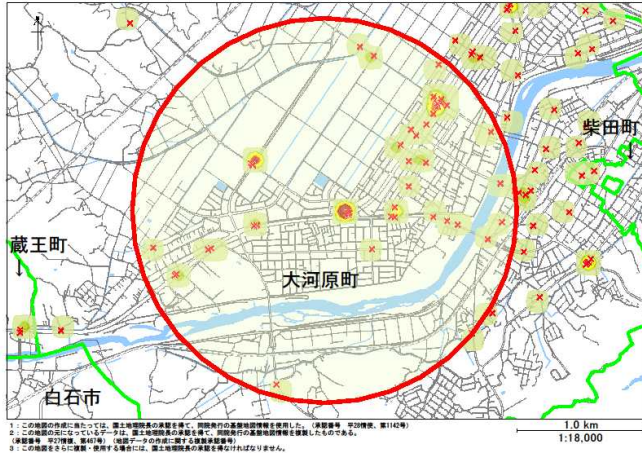 柴田町
蔵王町
大河原町
白石市
1.0 km
1:18,000
1：この地図の作成に当たっては、国土地理院長の承認を得て、同院発行の基盤地図情報を使用した。（承認番号　平28情使、第1142号）
2：この地図の元になっているデータは、国土地理院長の承認を得て、同院発行の基盤地図情報を複製したものである。
（承認番号　平27情複、第467号）　（地図データの作成に関する複製承認番号）
3：この地図をさらに複製・使用する場合には、国土地理院長の承認を得なければなりません。